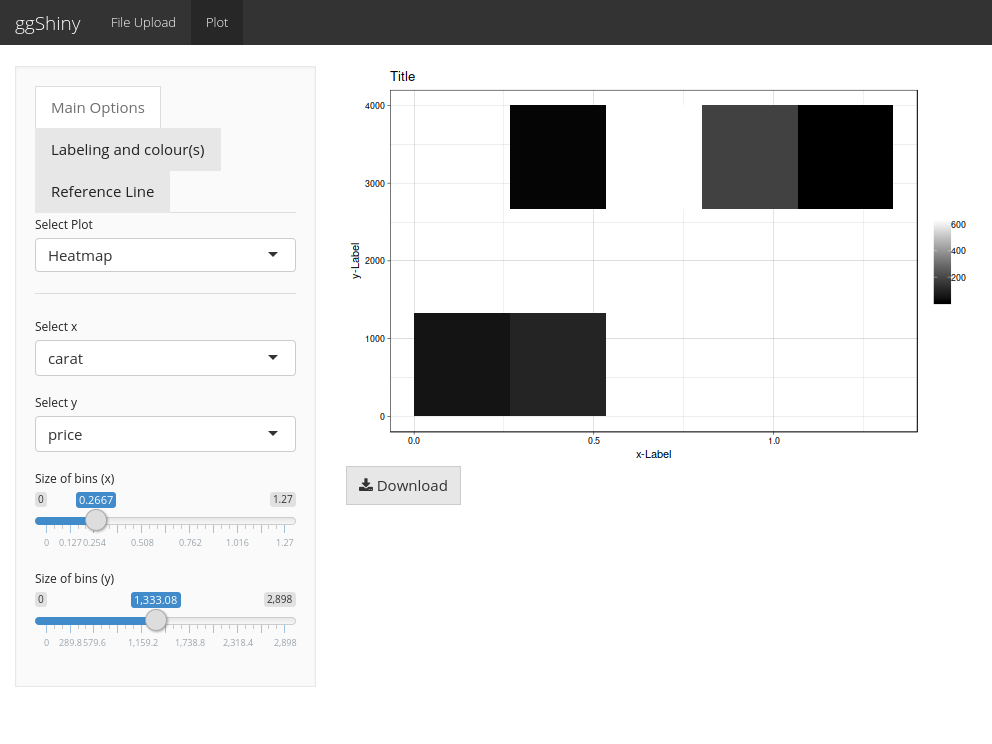 ggShiny File Upload Plot
Main Options
Labeling and colour(s)
Reference Line
Select Plot
Heatmap
Select x
carat
Select y
price
Size of bins (x)
0 0.2667 1.27
0 0.127 0.254 0.508 0.762 1.016 1.27
Size of bins (y)
0 1,333.08 2,898
0 289.8 579.6 1,159.2 1,738.8 2,318.4 2,898
Title
4000
3000
2000
1000
0
y-Label
0.0 0.5 1.0
x-Label
600
400
200
Download